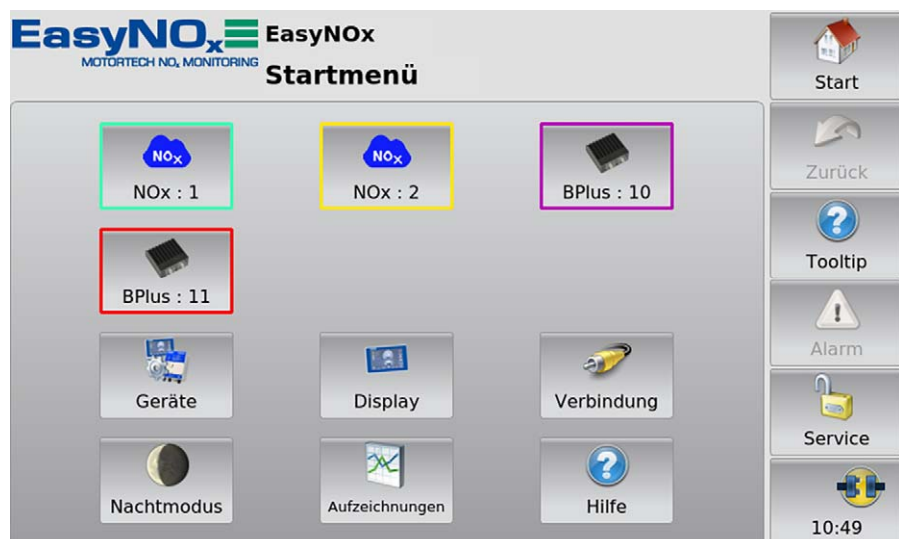 EasyNOx
MOTORTECH NOx MONITORING
EasyNOx
Startmenü
Start
Zurück
Tooltip
Alarm
Service
10:49
NOx
NOx : 1
NOx
NOx : 2
BPlus : 10
BPlus : 11
Geräte
Display
Verbindung
Nachtmodus
Aufzeichnungen
Hilfe